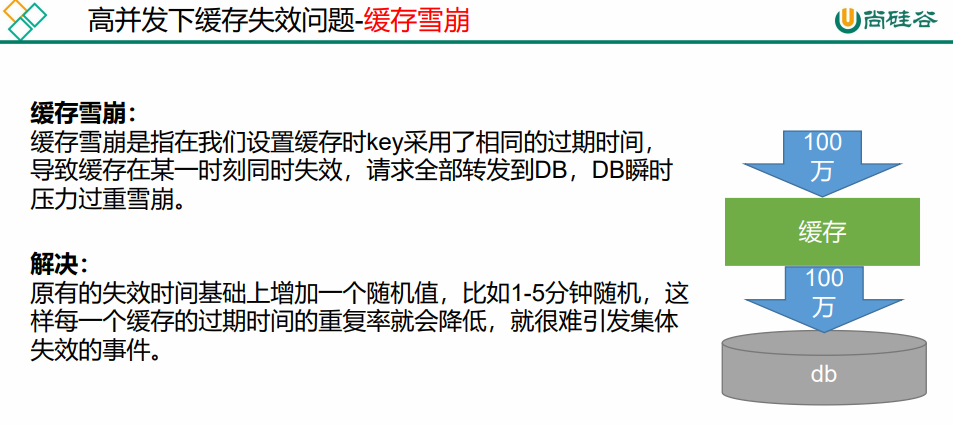 高并发下缓存失效问题-缓存雪崩
尚硅谷
缓存雪崩：
缓存雪崩是指在我们设置缓存时key采用了相同的过期时间，
导致缓存在某一时刻同时失效，请求全部转发到DB，DB瞬时
压力过重雪崩。
解决：
原有的失效时间基础上增加一个随机值，比如1-5分钟随机，这
样每一个缓存的过期时间的重复率就会降低，就很难引发集体
失效的事件。
100
万
缓存
100
万
db